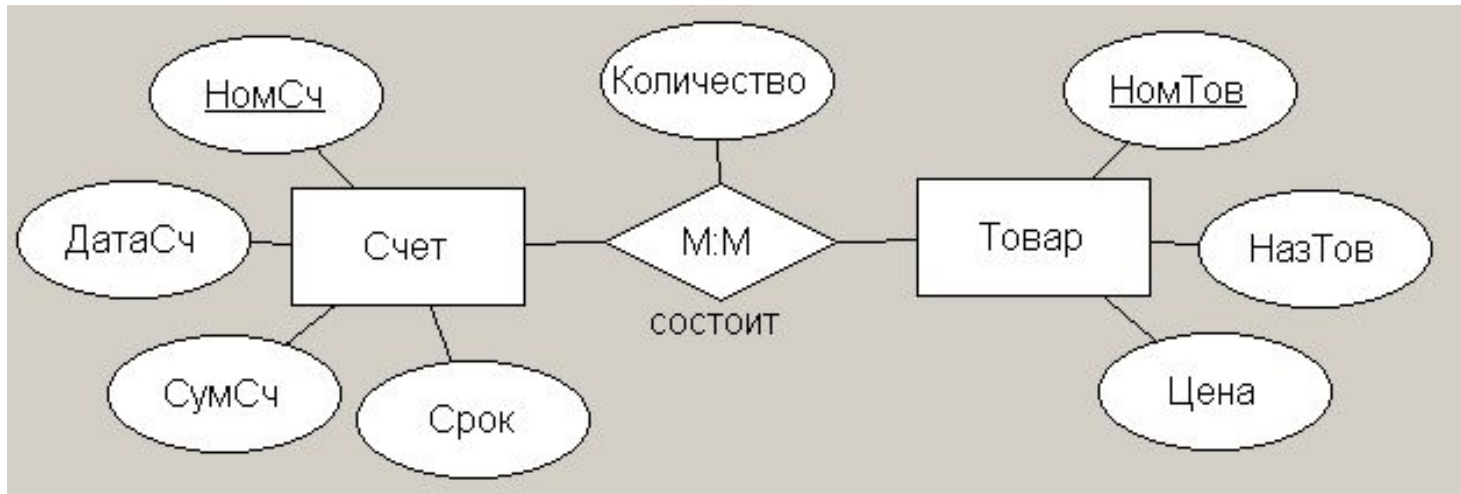 НомСч
Количество
НомТов
ДатаСч
Счет
М:М
Товар
НазТов
состоит
СумСч
Срок
Цена